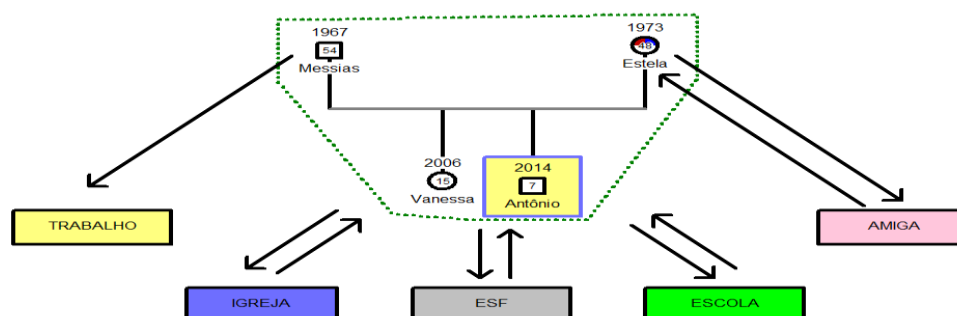 1967
54
Messias
1973
48
Estela
2006
15
Vanessa
2014
7
Antônio
TRABALHO
AMIGA
IGREJA
ESF
ESCOLA